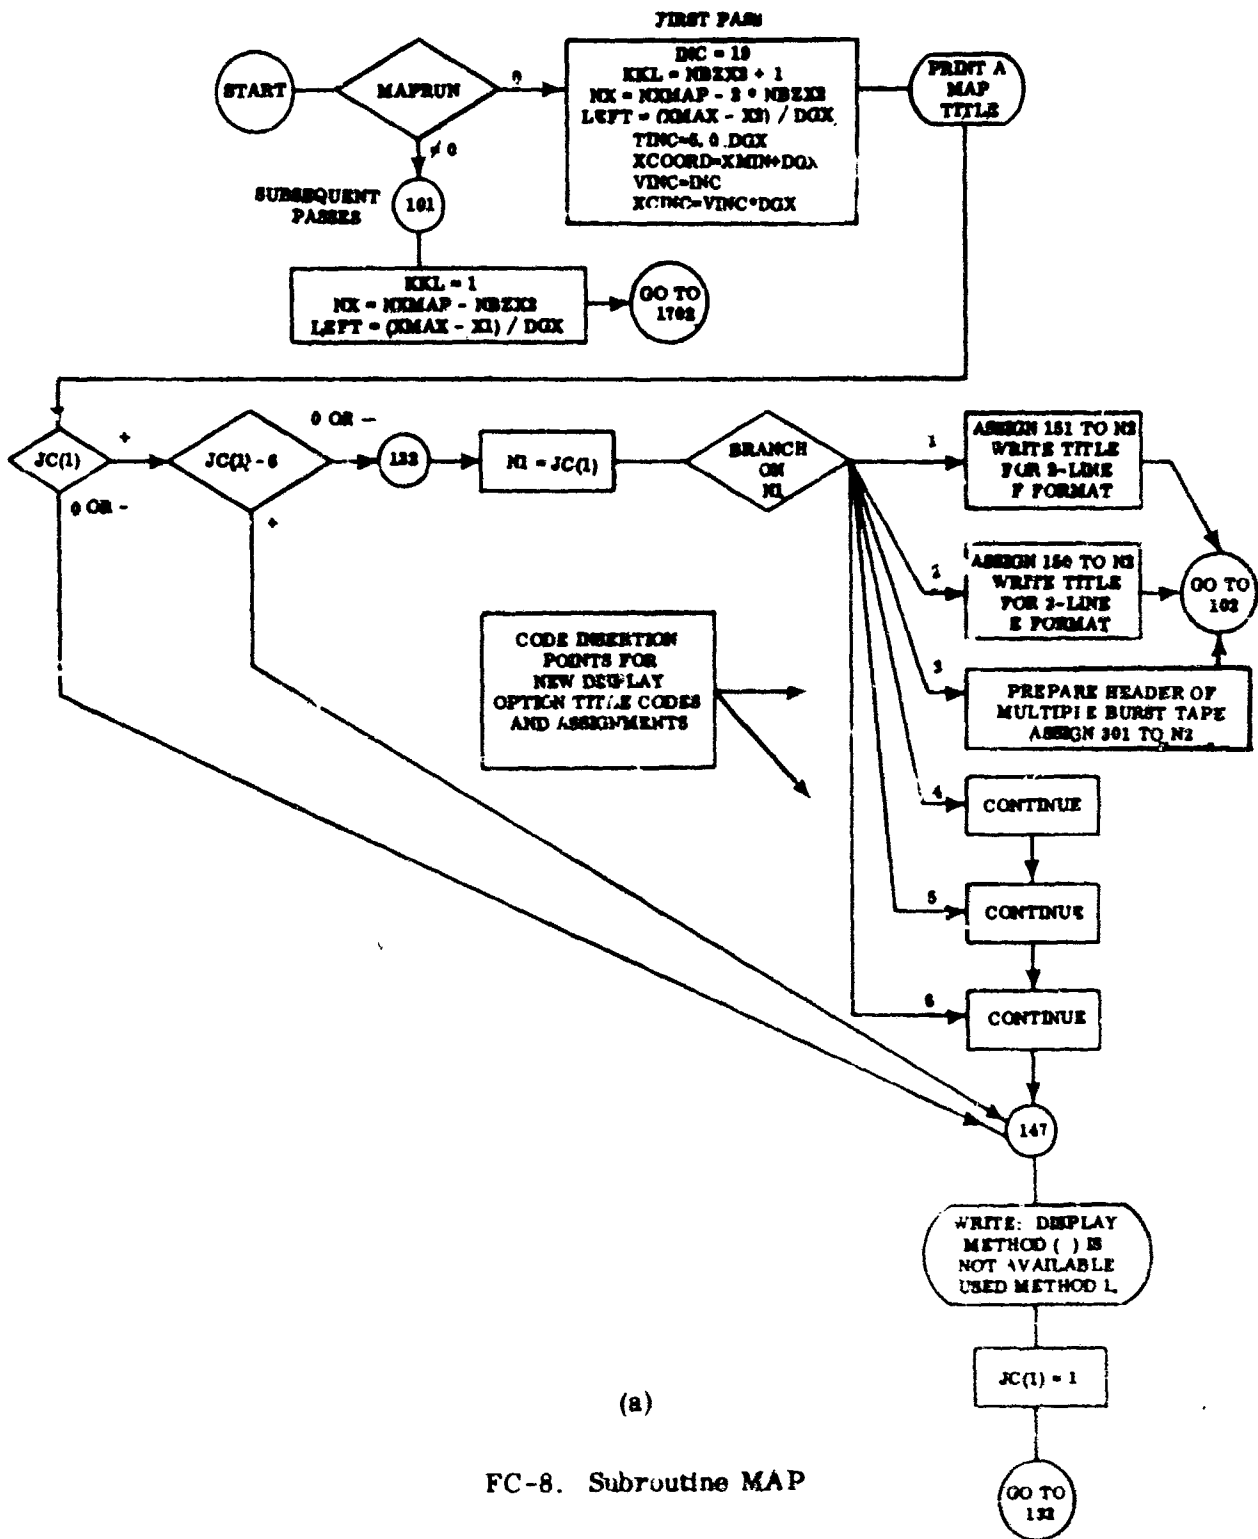 FIRST PASS
START
MAPRUN
0
INC = 19
KKL = NBZX2 + 1
NX = NXMAP - 2 * NBZX2
LEFT = (XMAX - X2) / DGX
TINC=5.0.DGX
XCOORD=XMIN+DGX
VINC=INC
XCINC=VINC*DGX
PRINT A
MAP
TITLE
≠ 0
SUBSEQUENT
PASSES
101
KKL = 1
NX = NXMAP - NBZX2
LEFT = (XMAX - X1) / DGX
GO TO
1702
JC(1)
+
0 OR -
JC(1) - 6
0 OR -
+
132
N1 = JC(1)
BRANCH
ON
N1
1
ASSIGN 151 TO N2
WRITE TITLE
FOR 2-LINE
F FORMAT
2
ASSIGN 150 TO N2
WRITE TITLE
FOR 2-LINE
E FORMAT
GO TO
102
3
PREPARE HEADER OF
MULTIPLE BURST TAPE
ASSIGN 301 TO N2
CODE INSERTION
POINTS FOR
NEW DISPLAY
OPTION TITLE CODES
AND ASSIGNMENTS
4
CONTINUE
5
CONTINUE
6
CONTINUE
147
WRITE: DISPLAY
METHOD ( ) IS
NOT AVAILABLE
USED METHOD 1.
JC(1) = 1
GO TO
132
(a)
FC-8. Subroutine MAP